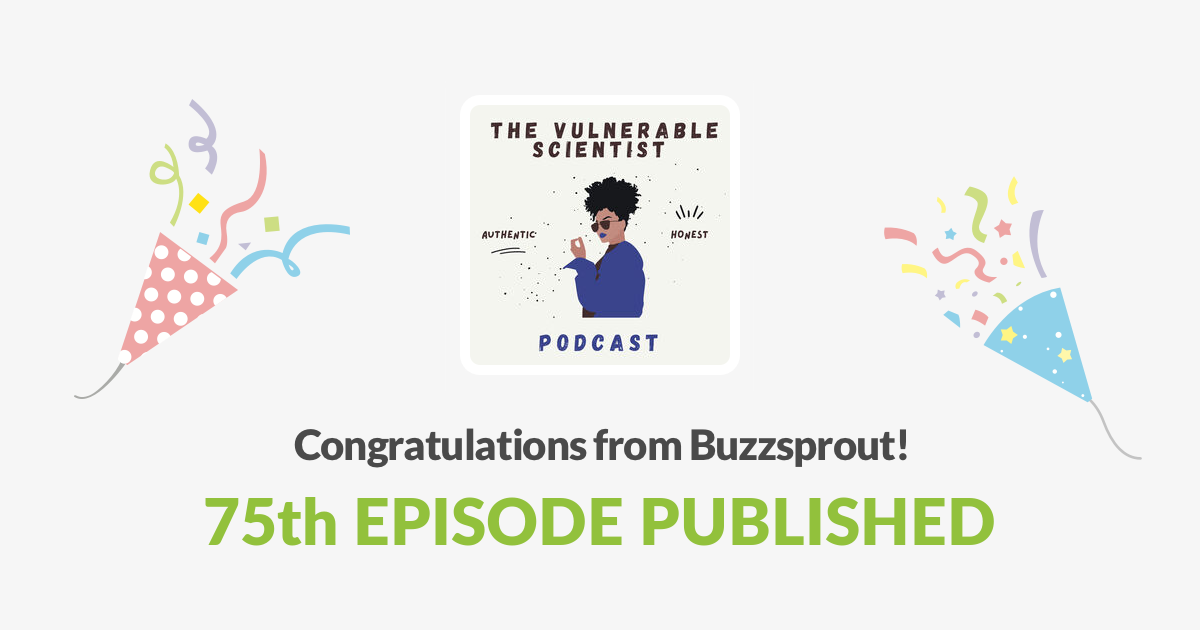 THE VULNERABLE
SCIENTIST
AUTHENTIC
HONEST
PODCAST
Congratulations from Buzzsprout!
75th EPISODE PUBLISHED